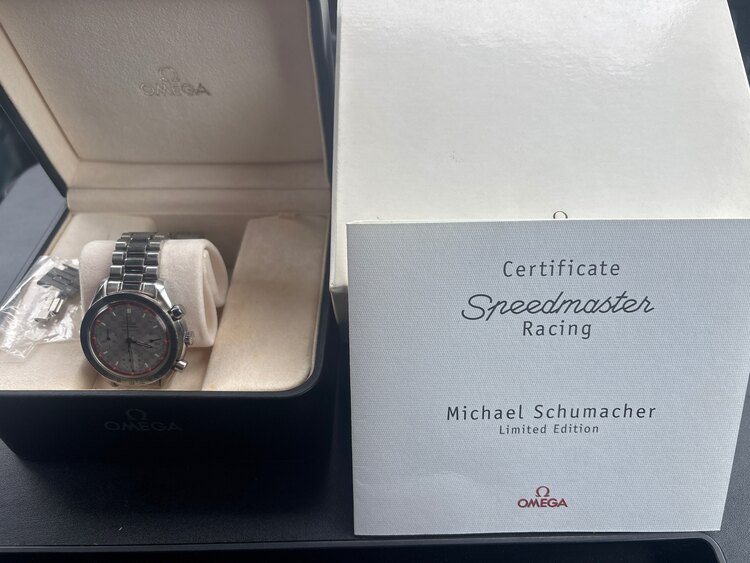 OMEGA
OMEGA
Certificate
Speedmaster
Racing
Michael Schumacher
Limited Edition
OMEGA